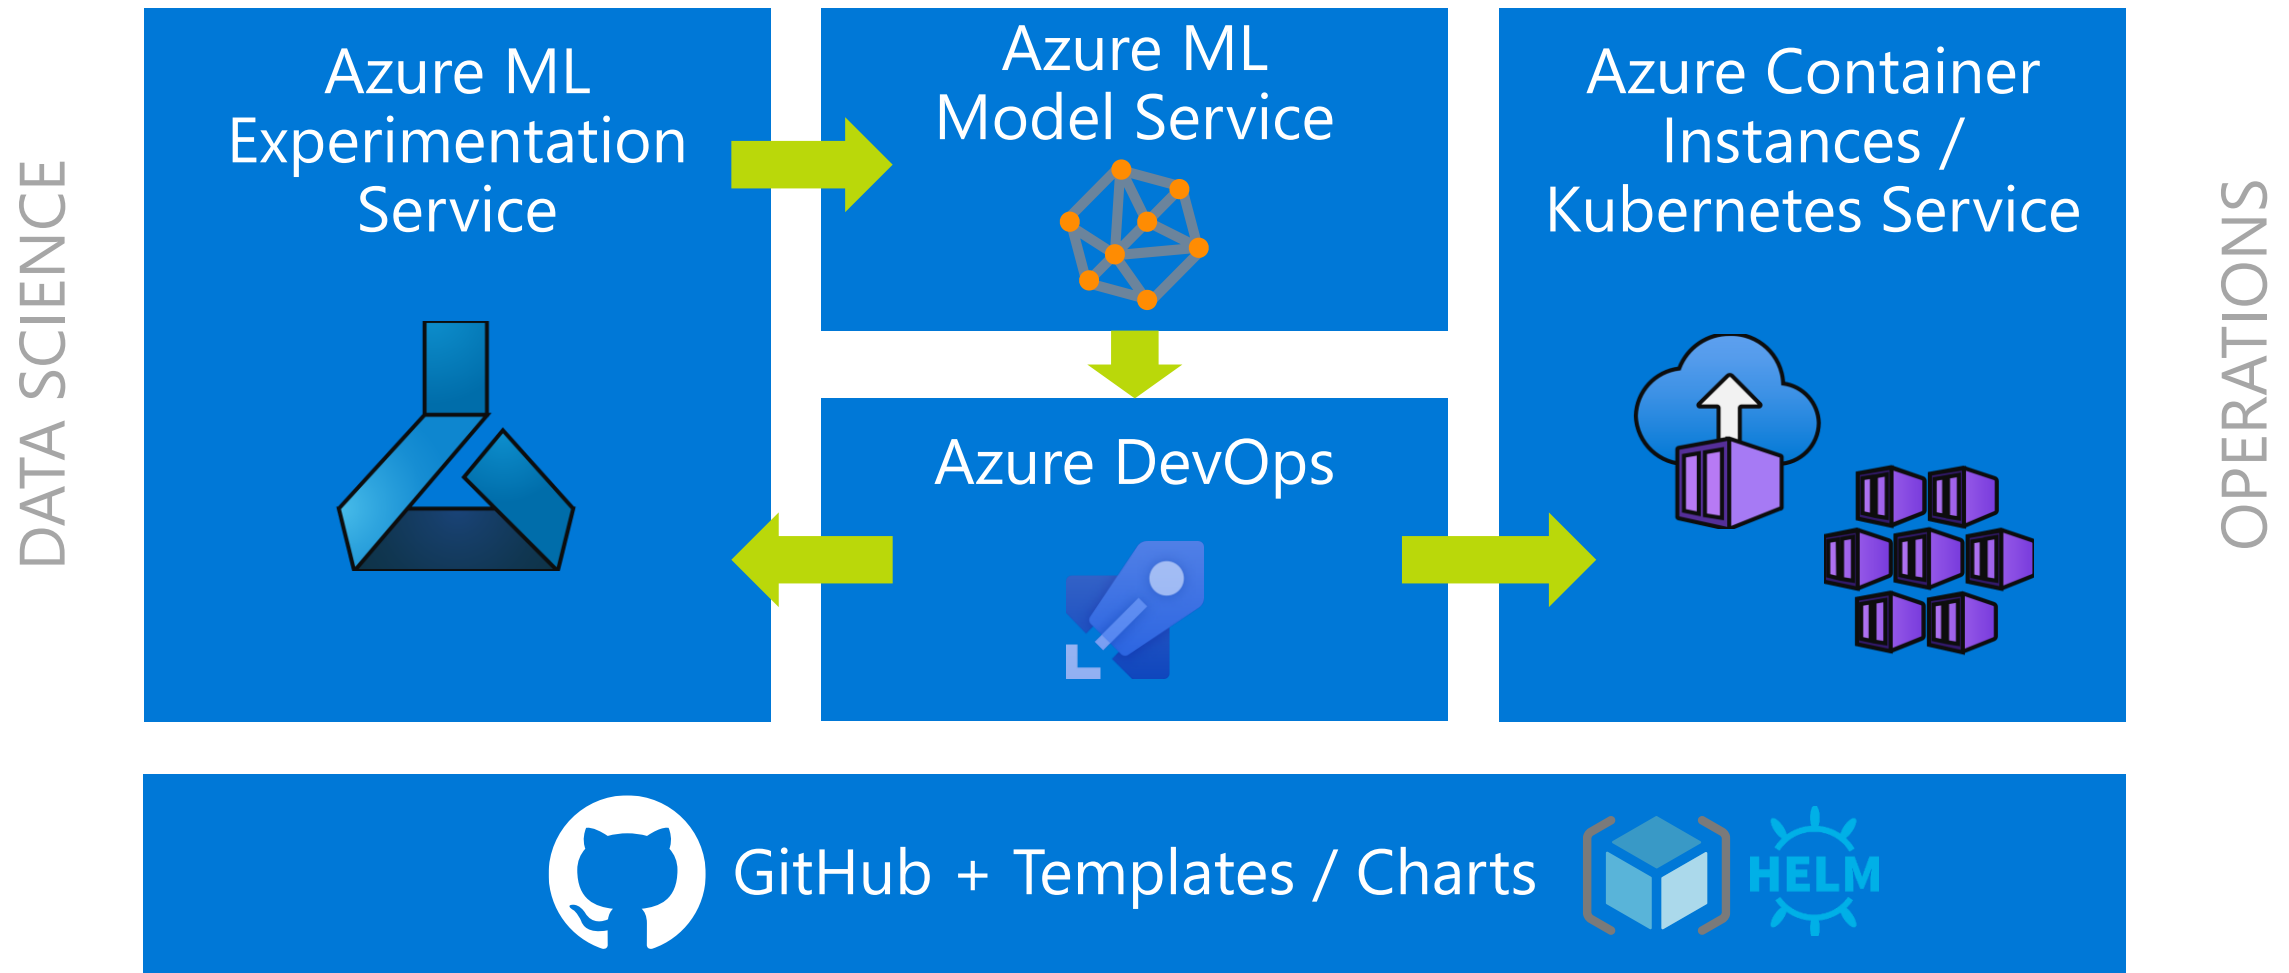 DATA SCIENCE
Azure ML
Experimentation
Service
Azure ML
Model Service
Azure DevOps
Azure Container
Instances /
Kubernetes Service
OPERATIONS
GitHub + Templates / Charts
HELM